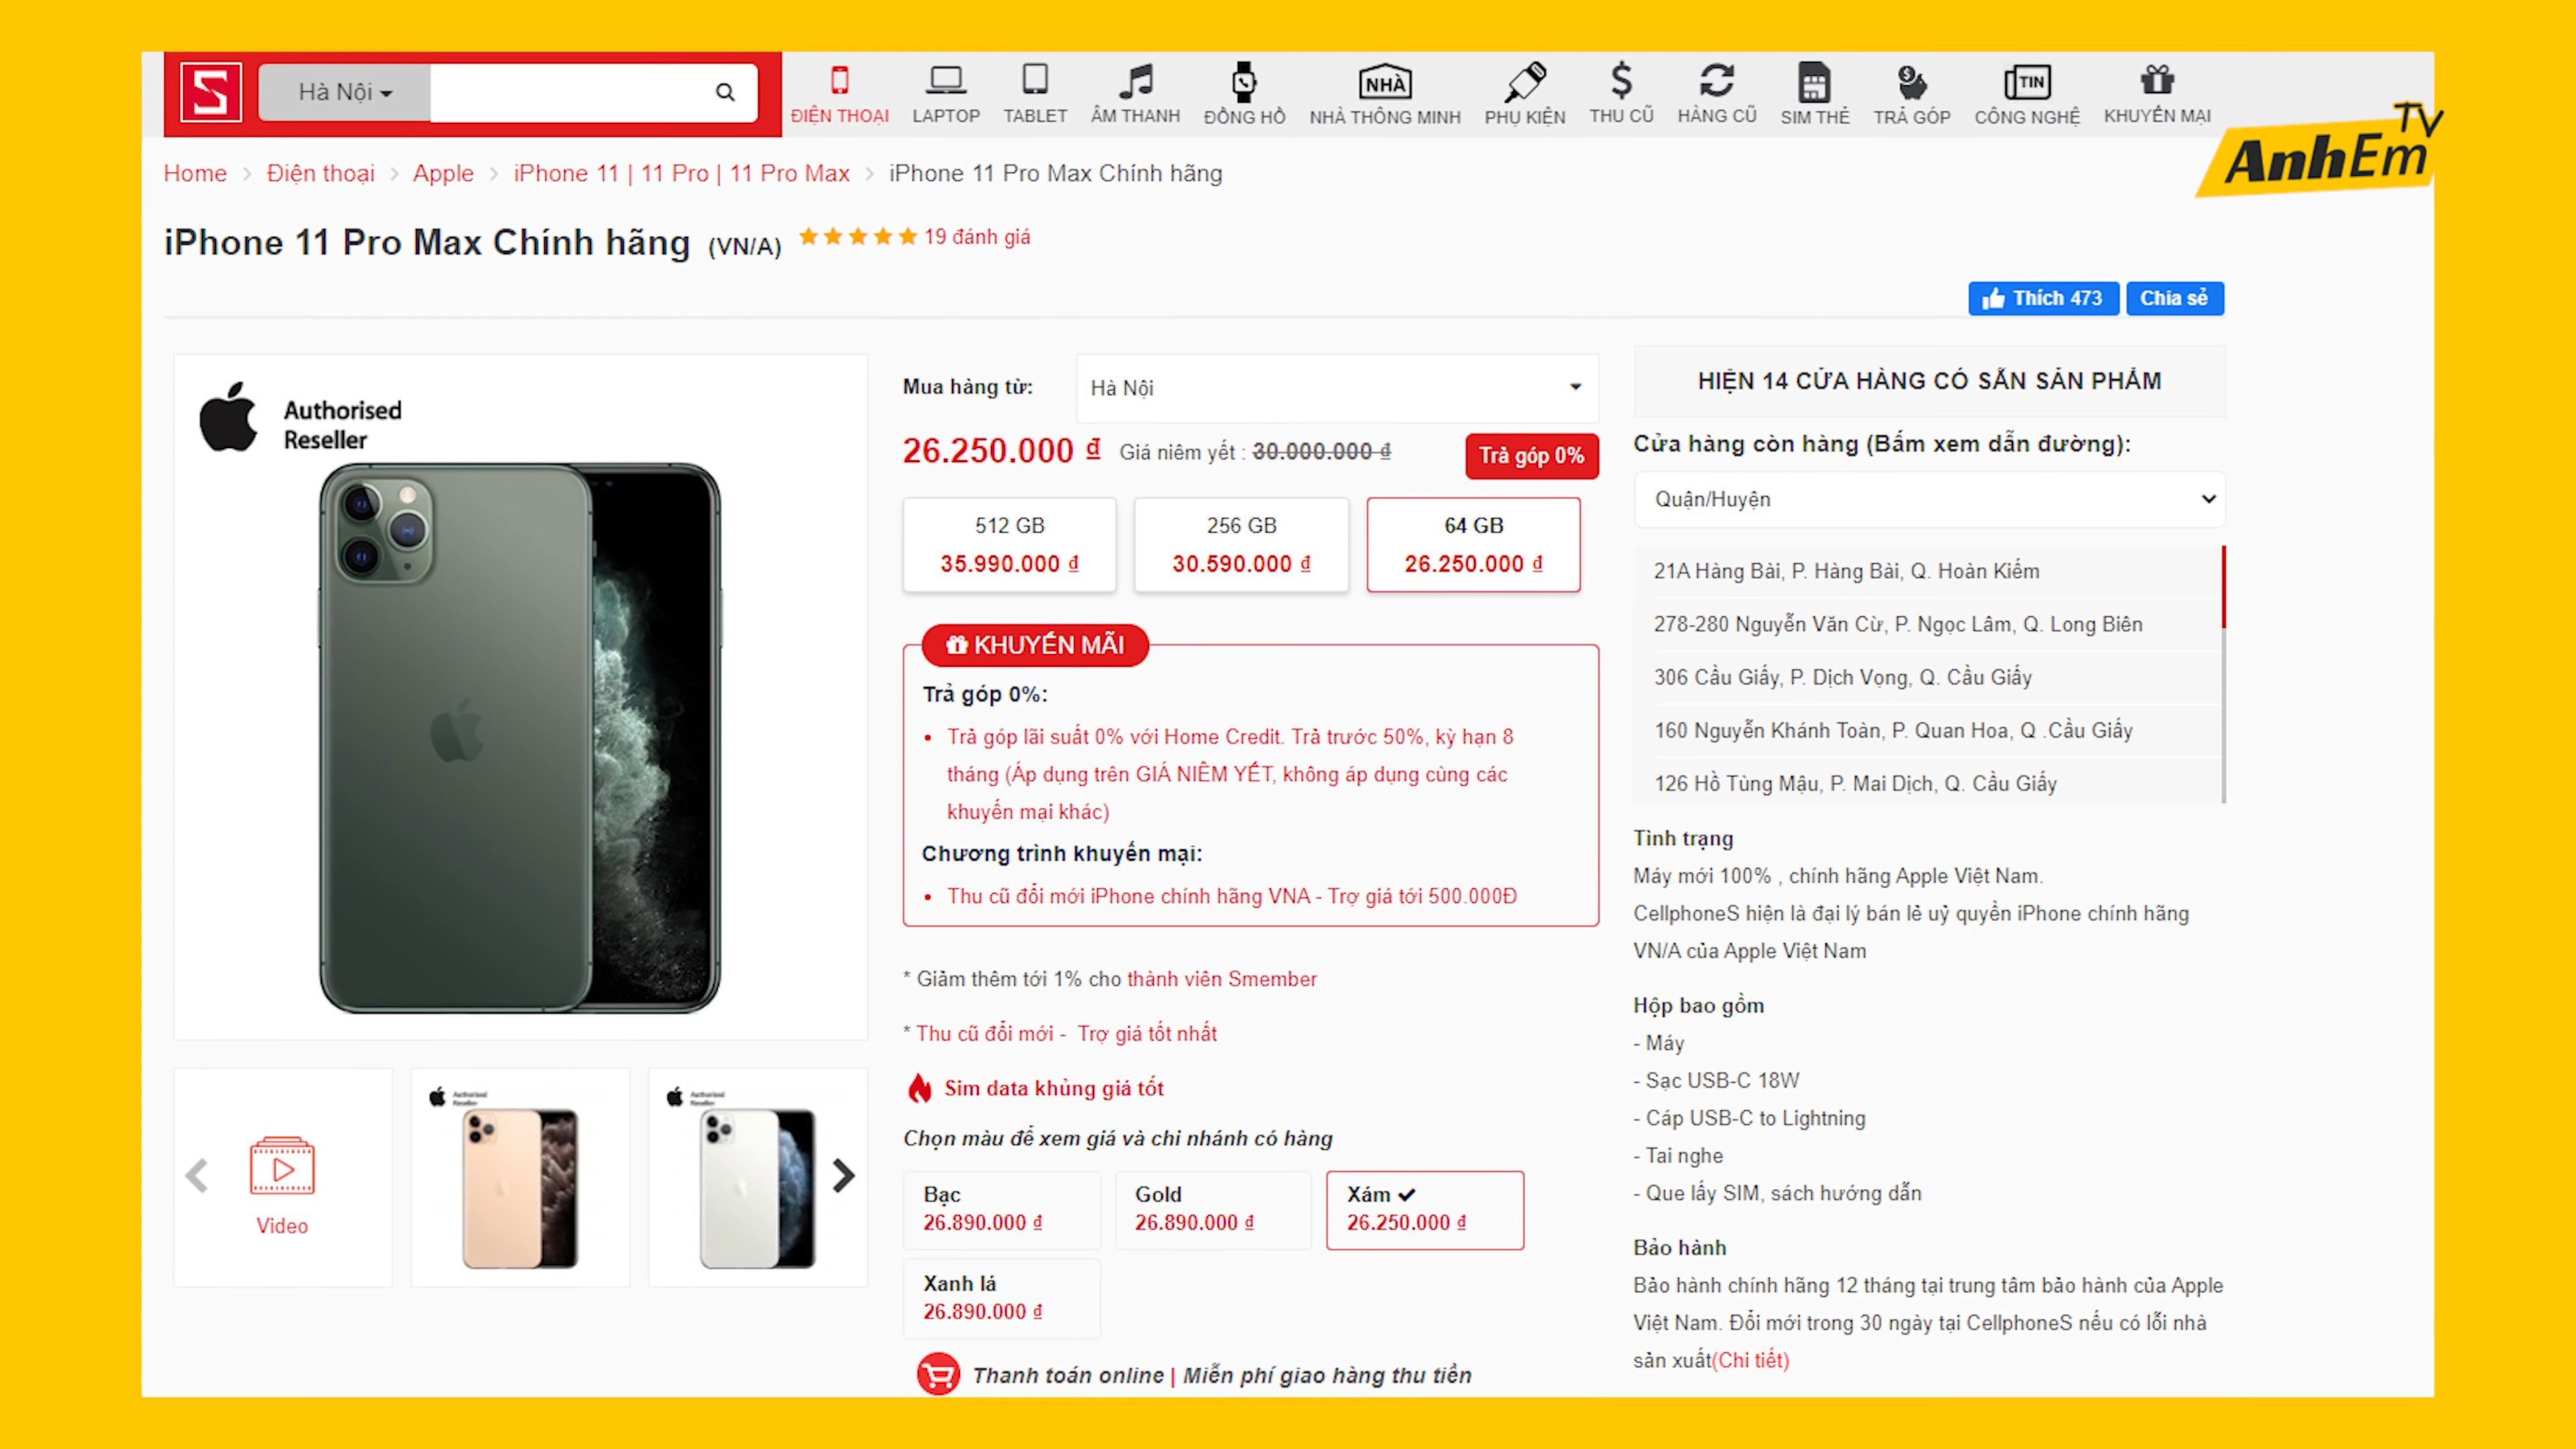 Hà Nội
ĐIỆN THOẠI
LAPTOP
TABLET
ÂM THANH
ĐỒNG HỒ
NHÀ
NHÀ THÔNG MINH
PHỤ KIỆN
THU CŨ
HÀNG CŨ
SIM THẺ
TRẢ GÓP
TIN
CÔNG NGHỆ
KHUYẾN MẠI
AnhEm TV
Home > Điện thoại > Apple > iPhone 11 | 11 Pro | 11 Pro Max > iPhone 11 Pro Max Chính hãng
iPhone 11 Pro Max Chính hãng (VN/A) 19 đánh giá
Thích 473 Chia sẻ
Authorised
Reseller
Video
Authorised
Reseller
Authorised
Reseller
Mua hàng từ: Hà Nội
26.250.000 đ Giá niêm yết : 30.000.000 đ Trả góp 0%
512 GB
35.990.000 đ
256 GB
30.590.000 đ
64 GB
26.250.000 đ
KHUYẾN MÃI
Trả góp 0%:
• Trả góp lãi suất 0% với Home Credit. Trả trước 50%, kỳ hạn 8
tháng (Áp dụng trên GIÁ NIÊM YẾT, không áp dụng cùng các
khuyến mại khác)
Chương trình khuyến mại:
• Thu cũ đổi mới iPhone chính hãng VNA - Trợ giá tới 500.000Đ
* Giảm thêm tới 1% cho thành viên Smember
* Thu cũ đổi mới - Trợ giá tốt nhất
Sim data khủng giá tốt
Chọn màu để xem giá và chi nhánh có hàng
Bạc
26.890.000 đ
Gold
26.890.000 đ
Xám
26.250.000 đ
Xanh lá
26.890.000 đ
Thanh toán online | Miễn phí giao hàng thu tiền
HIỆN 14 CỬA HÀNG CÓ SẴN SẢN PHẨM
Cửa hàng còn hàng (Bấm xem dẫn đường):
Quận/Huyện
21A Hàng Bài, P. Hàng Bài, Q. Hoàn Kiếm
278-280 Nguyễn Văn Cừ, P. Ngọc Lâm, Q. Long Biên
306 Cầu Giấy, P. Dịch Vọng, Q. Cầu Giấy
160 Nguyễn Khánh Toàn, P. Quan Hoa, Q .Cầu Giấy
126 Hồ Tùng Mậu, P. Mai Dịch, Q. Cầu Giấy
Tình trạng
Máy mới 100% , chính hãng Apple Việt Nam.
CellphoneS hiện là đại lý bán lẻ uỷ quyền iPhone chính hãng
VN/A của Apple Việt Nam
Hộp bao gồm
- Máy
- Sạc USB-C 18W
- Cáp USB-C to Lightning
- Tai nghe
- Que lấy SIM, sách hướng dẫn
Bảo hành
Bảo hành chính hãng 12 tháng tại trung tâm bảo hành của Apple
Việt Nam. Đổi mới trong 30 ngày tại CellphoneS nếu có lỗi nhà
sản xuất(Chi tiết)